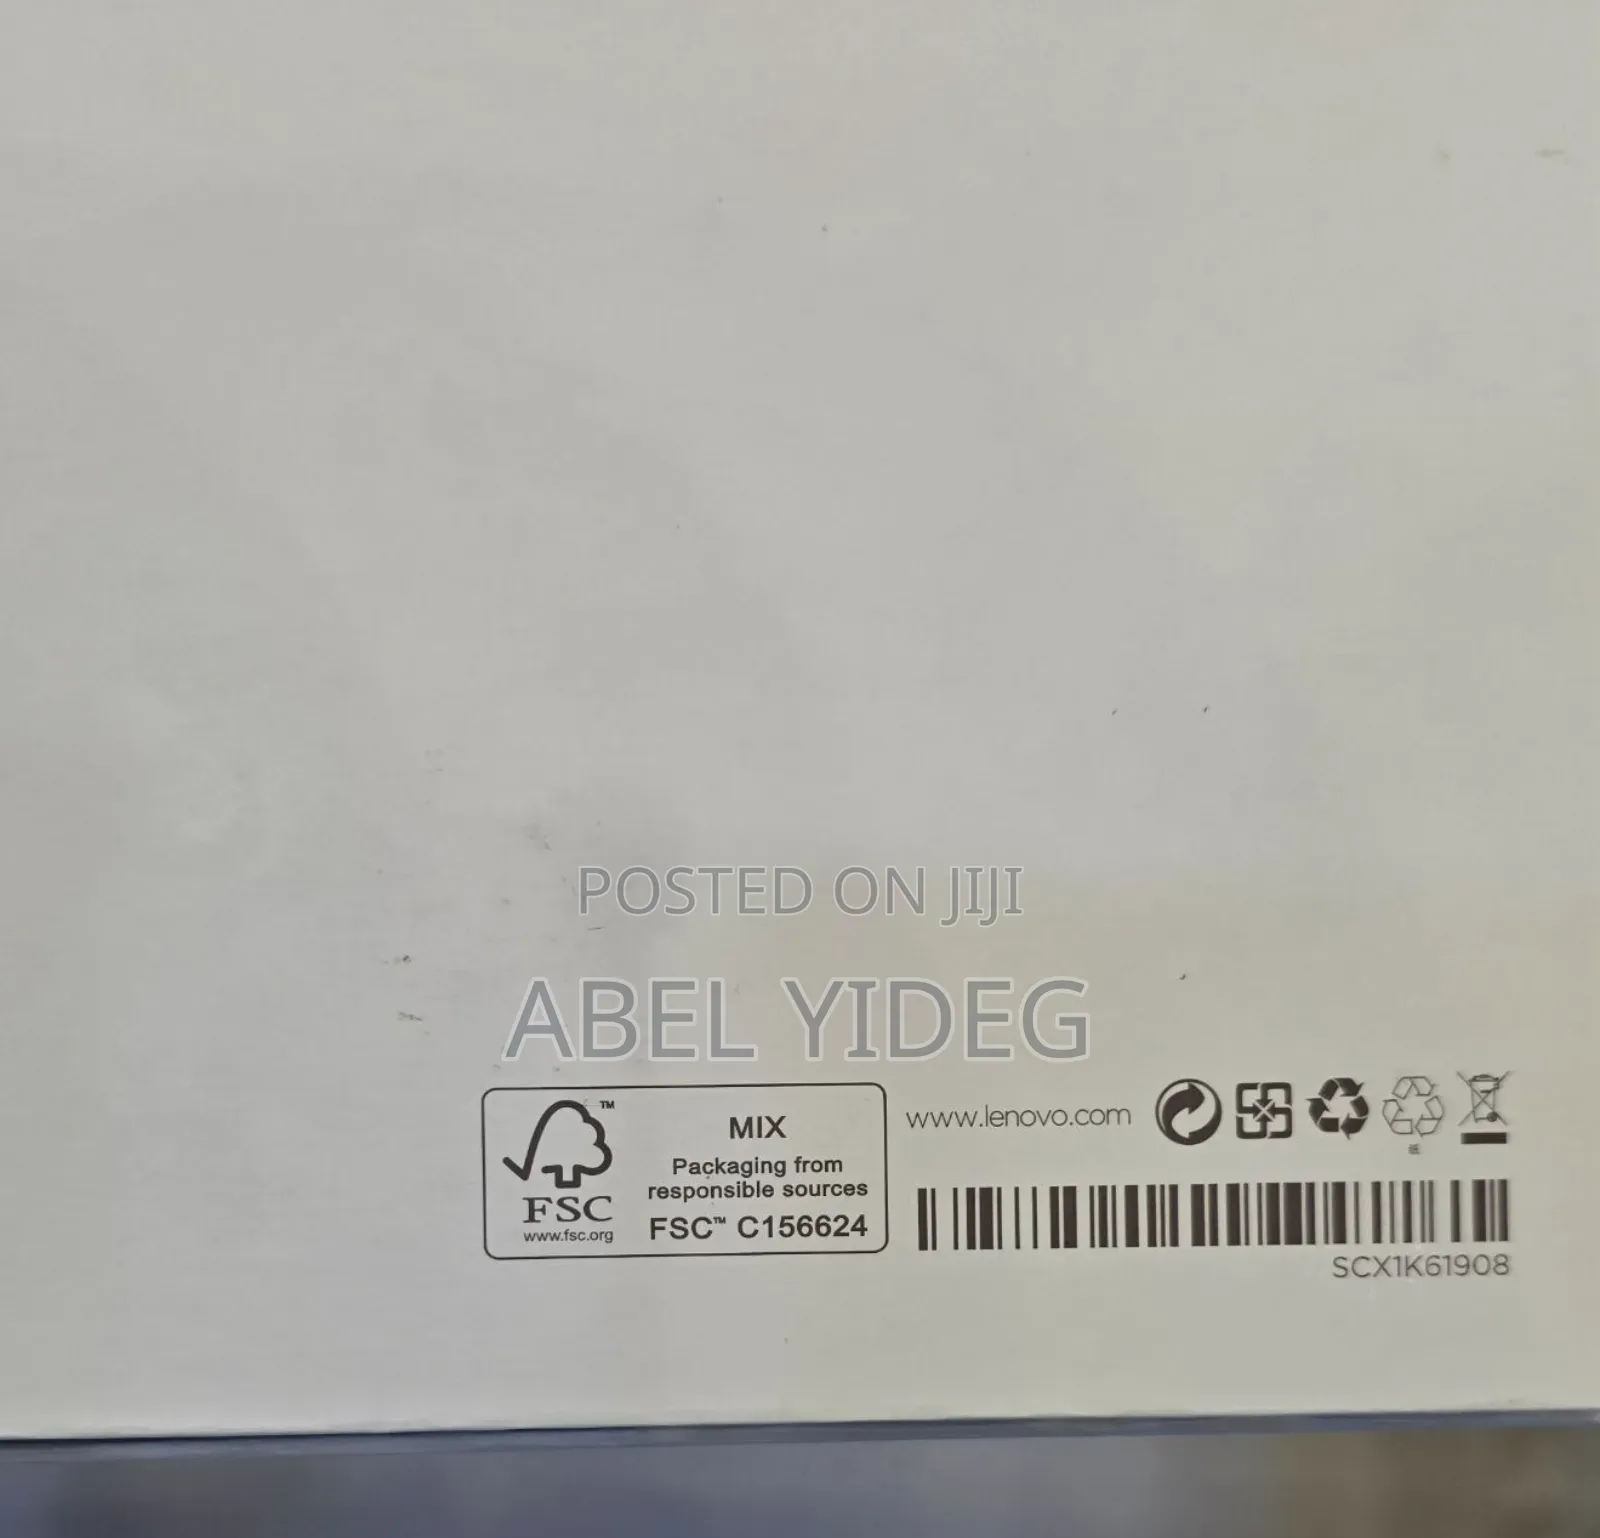 POSTED ON JIJI
ABEL YIDEG
TM
FSC
www.fsc.org
MIX
Packaging from
responsible sources
FSC™ C156624
www.lenovo.com
SCX1K61908